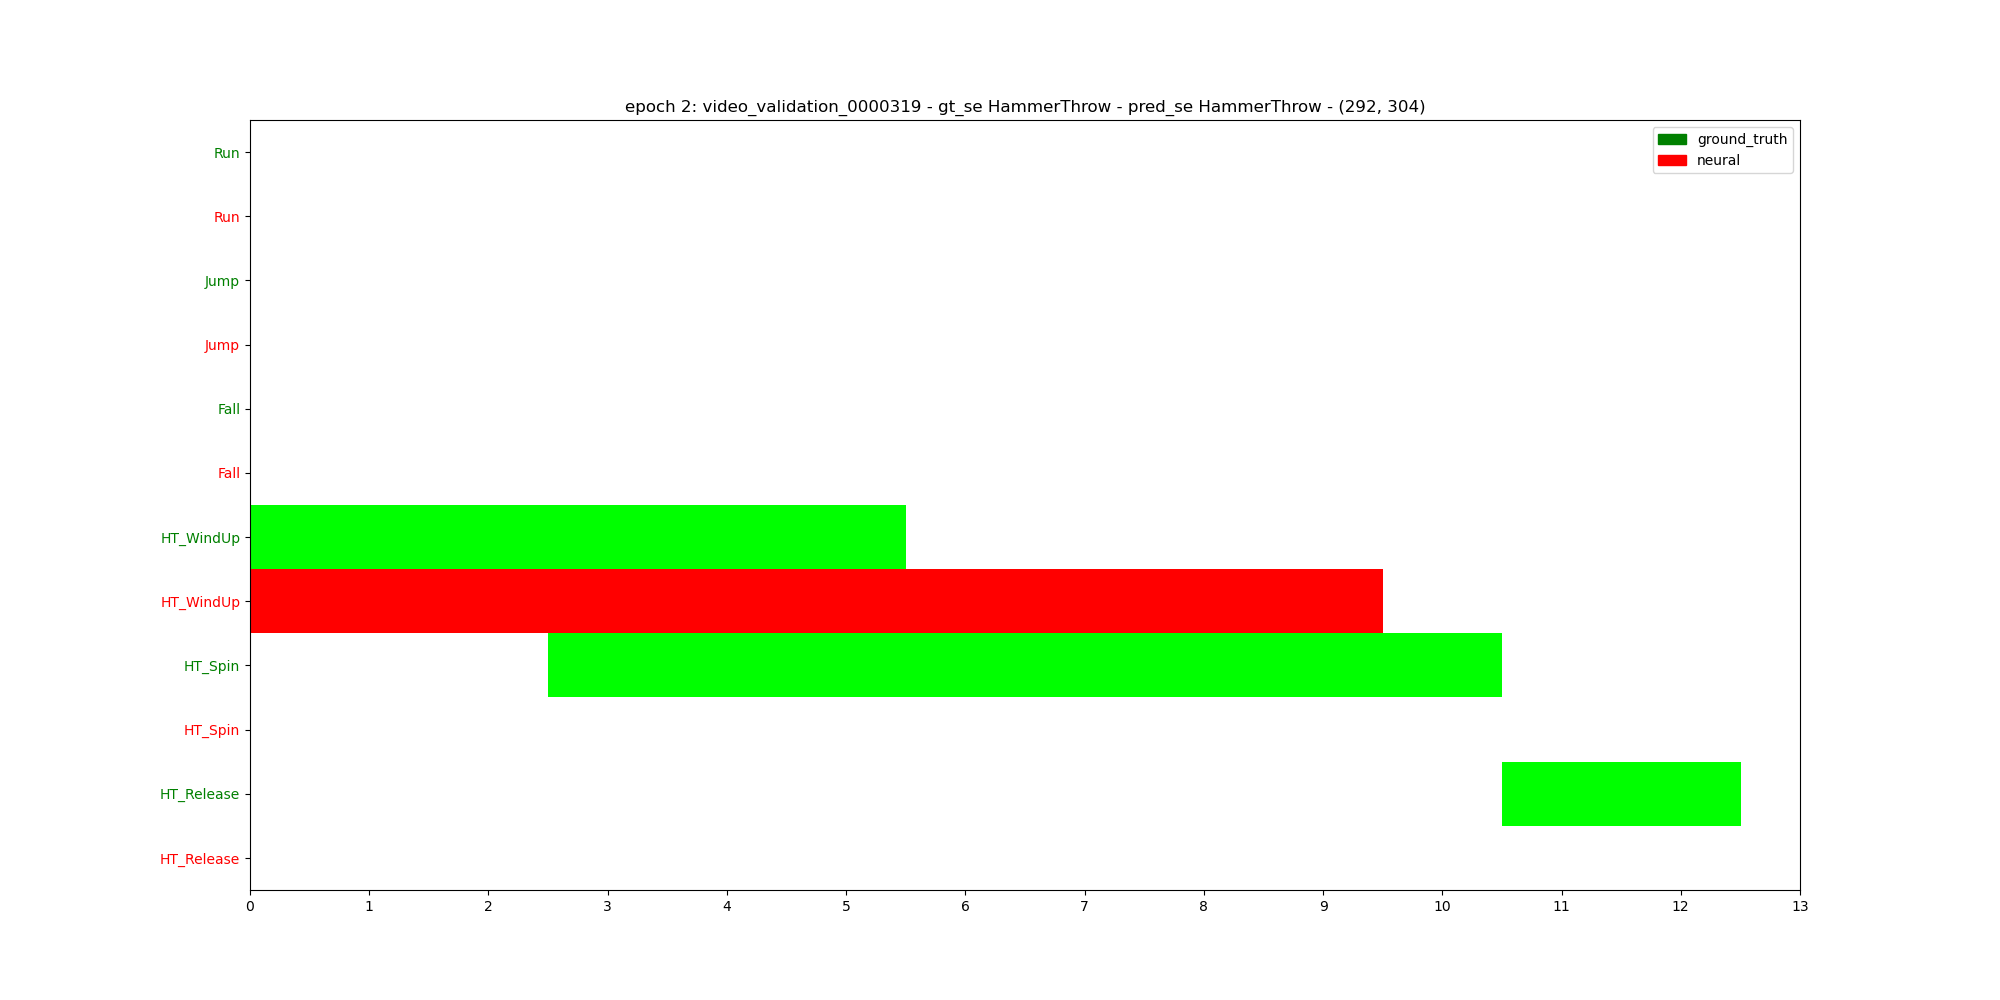 epoch 2: video_validation_0000319 - gt_se HammerThrow - pred_se HammerThrow - (292, 304)
ground_truth
neural
Run
Run
Jump
Jump
Fall
Fall
HT_WindUp
HT_WindUp
HT_Spin
HT_Spin
HT_Release
HT_Release
0 1 2 3 4 5 6 7 8 9 10 11 12 13